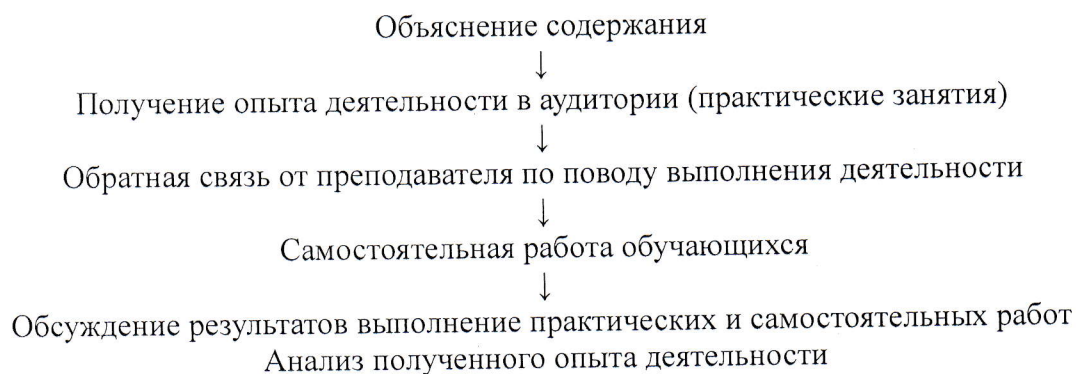 Объяснение содержания
↓
Получение опыта деятельности в аудитории (практические занятия)
↓
Обратная связь от преподавателя по поводу выполнения деятельности
↓
Самостоятельная работа обучающихся
↓
Обсуждение результатов выполнение практических и самостоятельных работ
Анализ полученного опыта деятельности